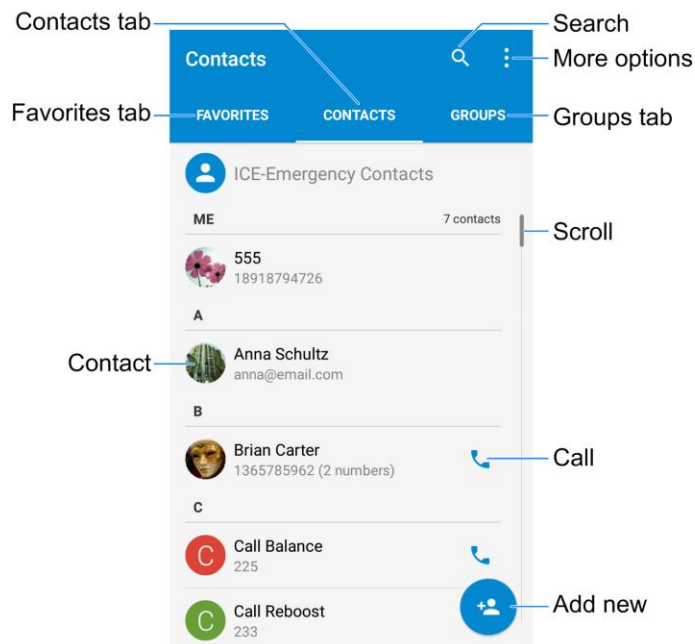 Contacts tab
Search
Contacts
More options
Favorites tab
FAVORITES
CONTACTS
GROUPS
Groups tab
ICE-Emergency Contacts
ME
7 contacts
Scroll
555
18918794726
A
Contact
Anna Schultz
anna@email.com
B
Brian Carter
1365785962 (2 numbers)
Call
C
C
Call Balance
225
C
Call Reboost
233
Add new